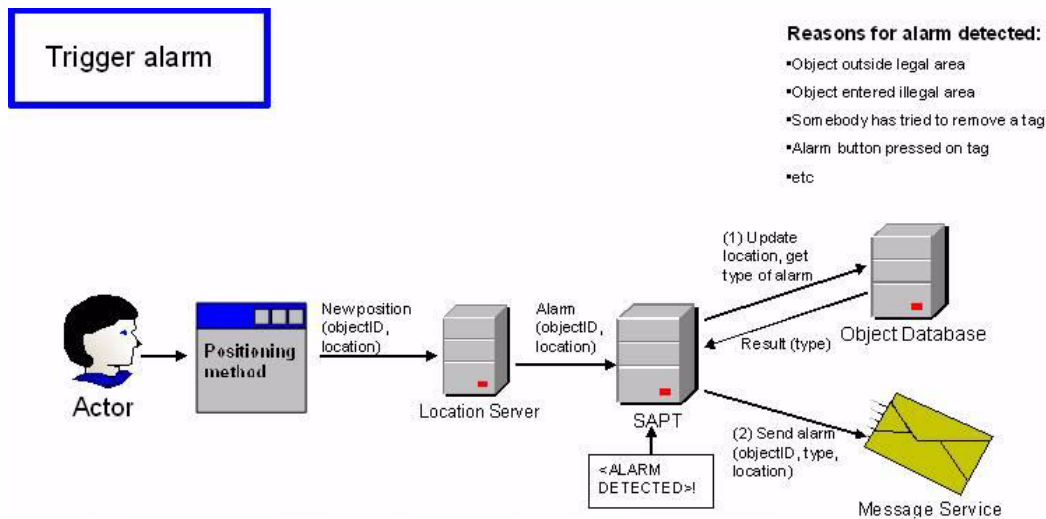 Trigger alarm
Reasons for alarm detected:
▪Object outside legal area
▪Object entered illegal area
▪Somebody has tried to remove a tag
▪Alarm button pressed on tag
▪etc
Actor
Positioning
method
New position
(objectID,
location)
Location Server
Alarm
(objectID,
location)
SAPT
<ALARM
DETECTED>!
(1) Update
location, get
type of alarm
Result (type)
Object Database
(2) Send alarm
(objectID, type,
location)
Message Service